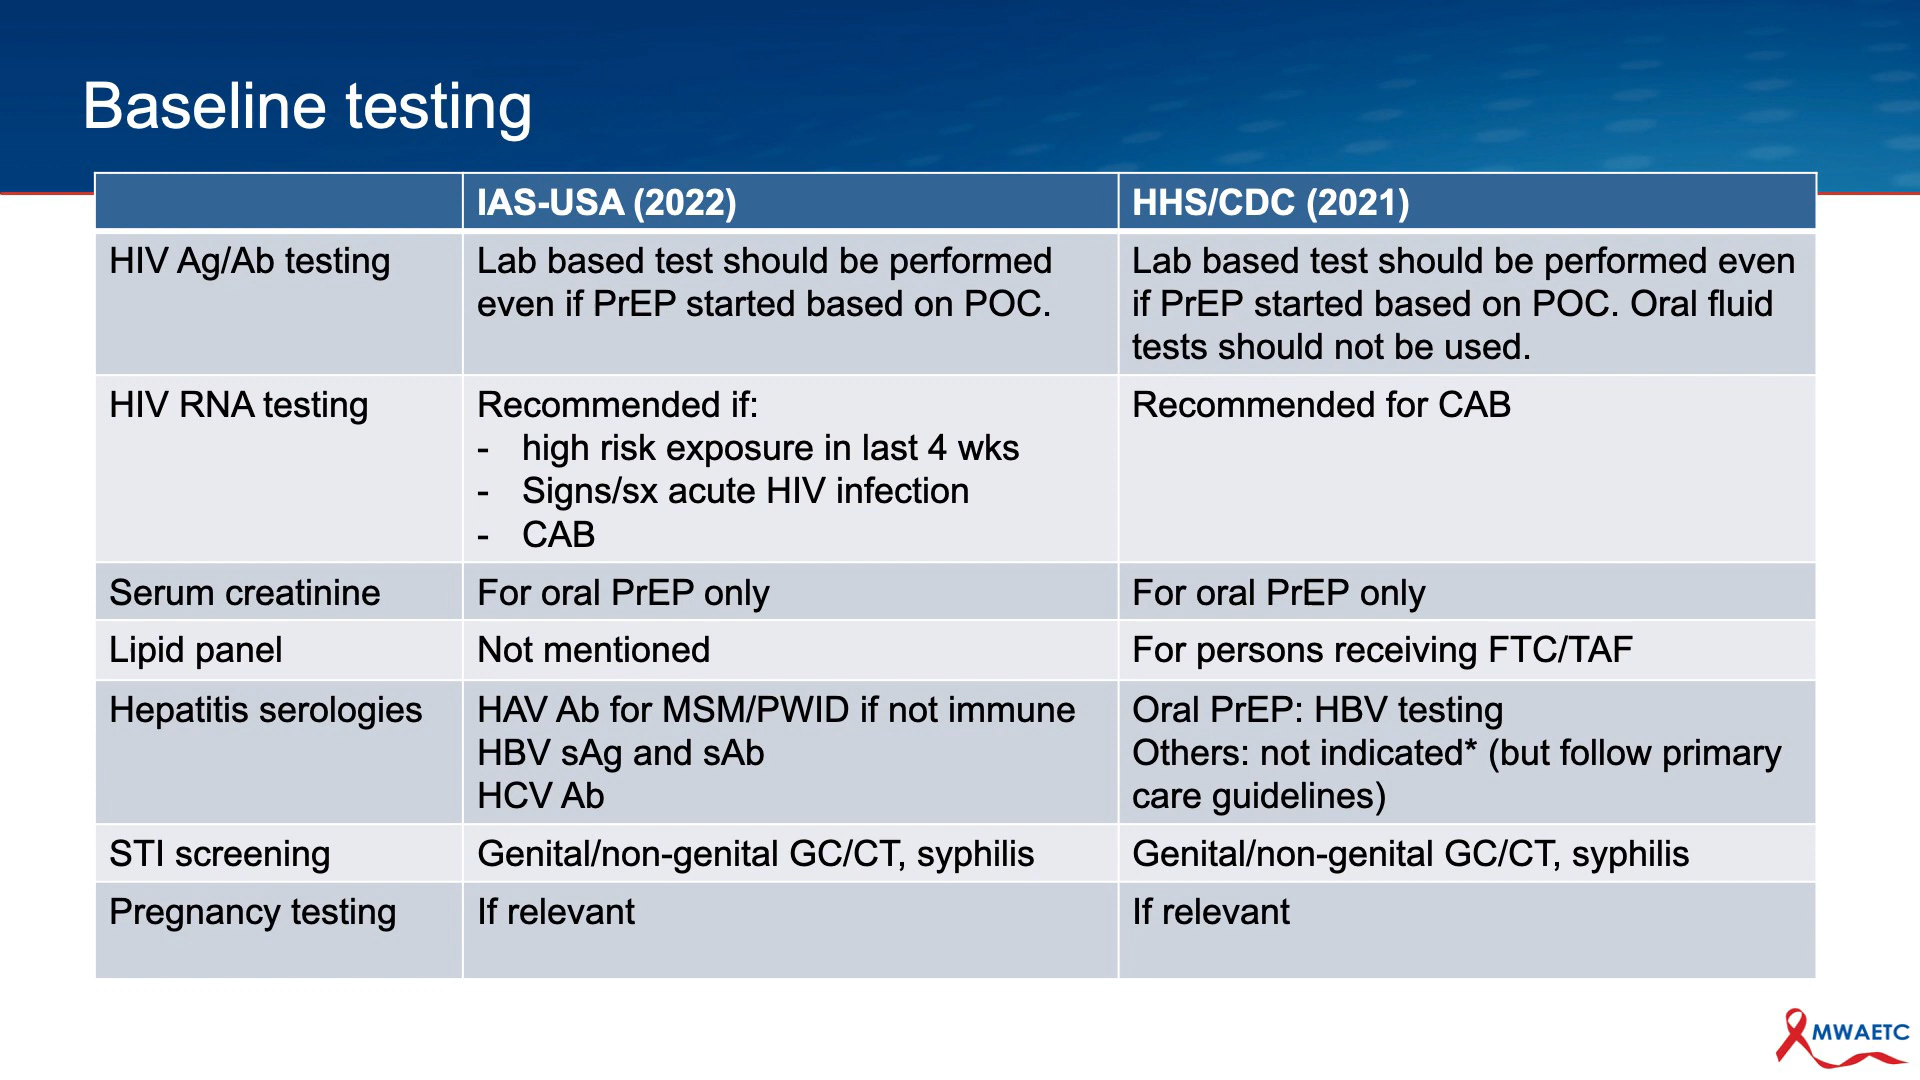 Baseline testing
IAS-USA (2022)
HHS/CDC (2021)
HIV Ag/Ab testing
Lab based test should be performed
even if PrEP started based on POC.
Lab based test should be performed even
if PrEP started based on POC. Oral fluid
tests should not be used.
HIV RNA testing
Recommended if:
- high risk exposure in last 4 wks
- Signs/sx acute HIV infection
- CAB
Recommended for CAB
Serum creatinine
For oral PrEP only
For oral PrEP only
Lipid panel
Not mentioned
For persons receiving FTC/TAF
Hepatitis serologies
HAV Ab for MSM/PWID if not immune
HBV sAg and sAb
HCV Ab
Oral PrEP: HBV testing
Others: not indicated* (but follow primary
care guidelines)
STI screening
Genital/non-genital GC/CT, syphilis
Genital/non-genital GC/CT, syphilis
Pregnancy testing
If relevant
If relevant
MWAETC